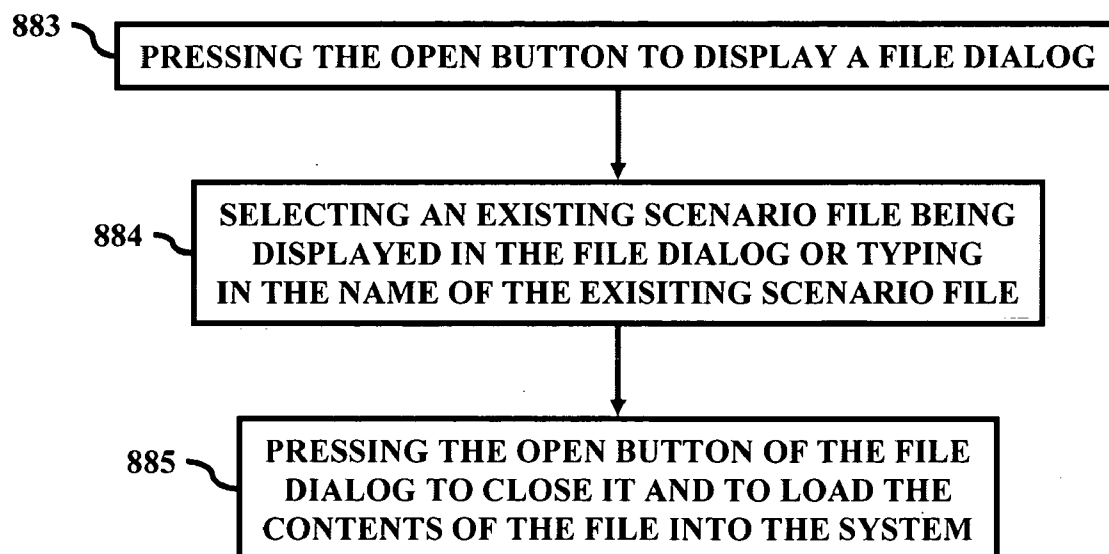 883
PRESSING THE OPEN BUTTON TO DISPLAY A FILE DIALOG
884
SELECTING AN EXISTING SCENARIO FILE BEING
DISPLAYED IN THE FILE DIALOG OR TYPING
IN THE NAME OF THE EXISITING SCENARIO FILE
885
PRESSING THE OPEN BUTTON OF THE FILE
DIALOG TO CLOSE IT AND TO LOAD THE
CONTENTS OF THE FILE INTO THE SYSTEM